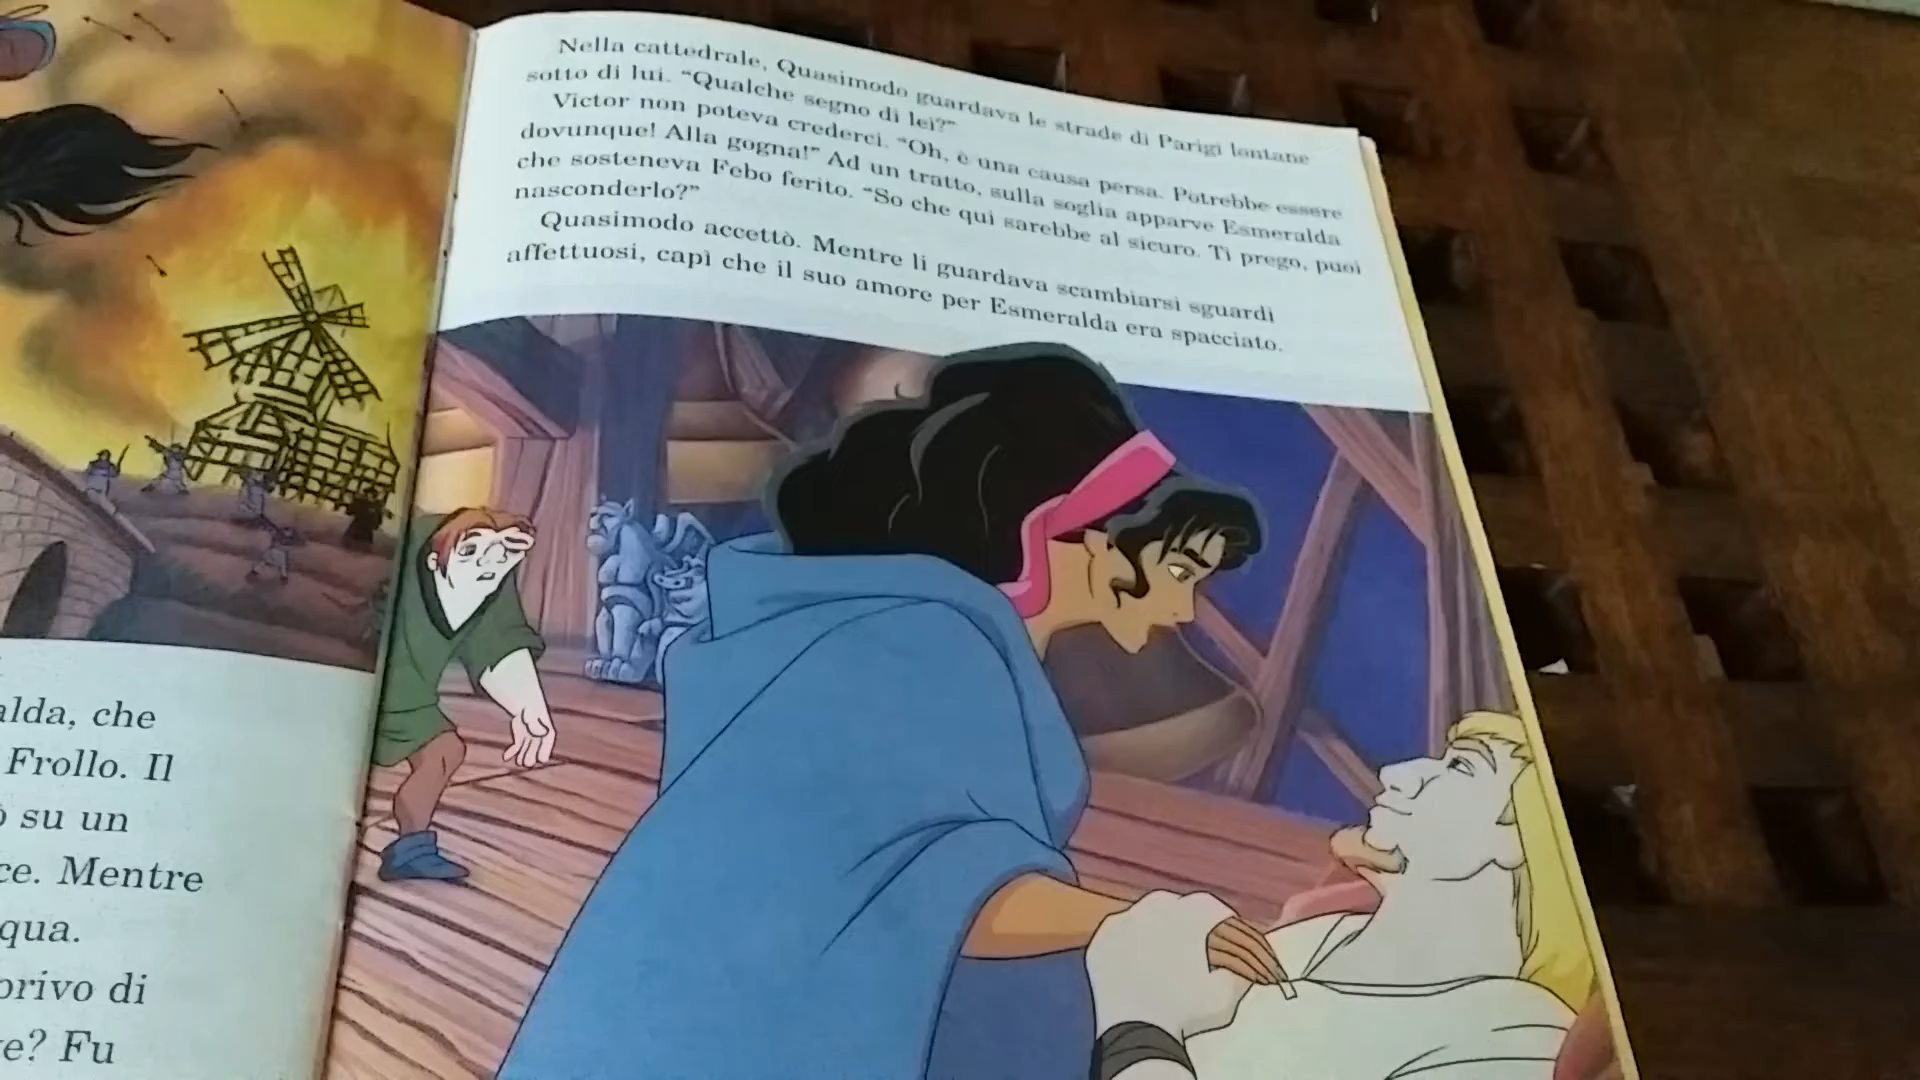 alda, che
Frollo. Il
ò su un
ce. Mentre
qua.
privo di
e? Fu
Nella cattedrale, Quasimodo guardava le strade di Parigi lontane
sotto di lui. “Qualche segno di lei?”
Victor non poteva crederci. “Oh, è una causa persa. Potrebbe essere
dovunque! Alla gogna!” Ad un tratto, sulla soglia apparve Esmeralda
che sosteneva Febo ferito. “So che qui sarebbe al sicuro. Ti prego, puoi
nasconderlo?”
Quasimodo accettò. Mentre li guardava scambiarsi sguardi
affettuosi, capì che il suo amore per Esmeralda era spacciato.